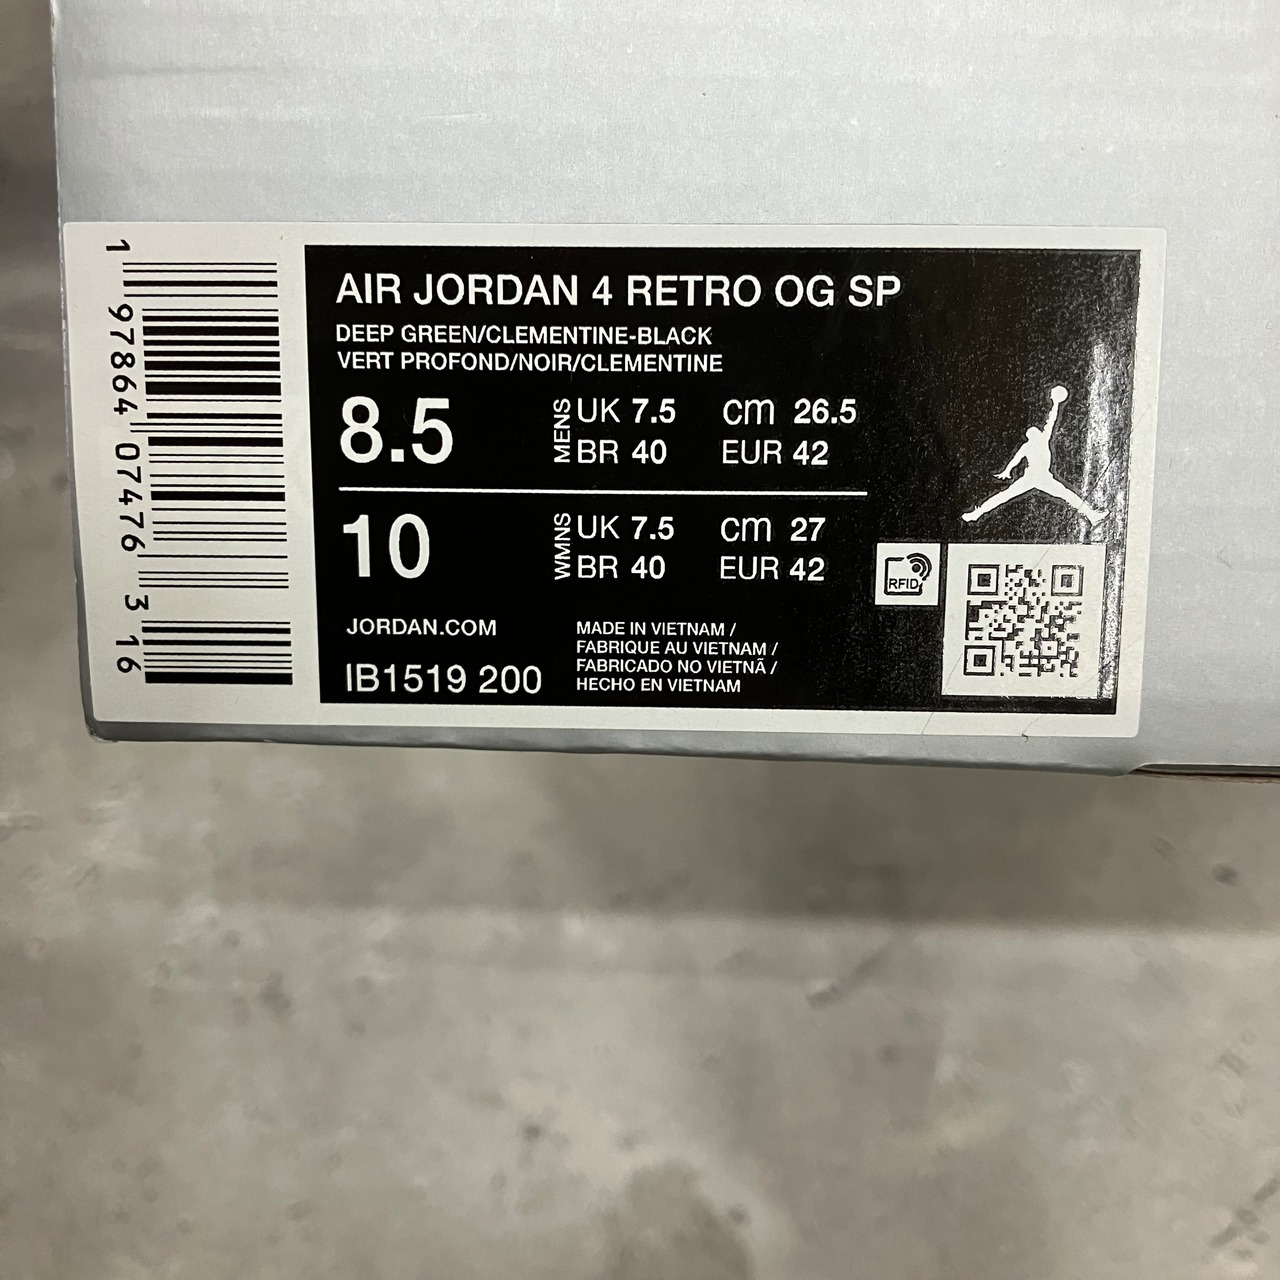 1 97864 07476 3 16
AIR JORDAN 4 RETRO OG SP
DEEP GREEN/CLEMENTINE-BLACK
VERT PROFOND/NOIR/CLEMENTINE
8.5 MENS UK 7.5 cm 26.5
BR 40 EUR 42
10 WMNS UK 7.5 cm 27
BR 40 EUR 42
RFID
JORDAN.COM
IB1519 200
MADE IN VIETNAM /
FABRIQUE AU VIETNAM /
FABRICADO NO VIETNÃ /
HECHO EN VIETNAM